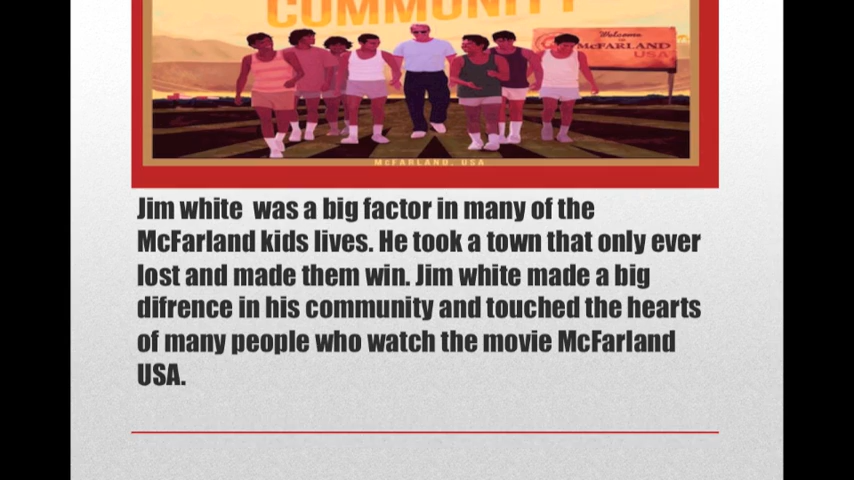 COMMUNITY
Welcome
TO
McFARLAND
USA
McFARLAND, USA
Jim white  was a big factor in many of the
McFarland kids lives. He took a town that only ever
lost and made them win. Jim white made a big
difrence in his community and touched the hearts
of many people who watch the movie McFarland
USA.